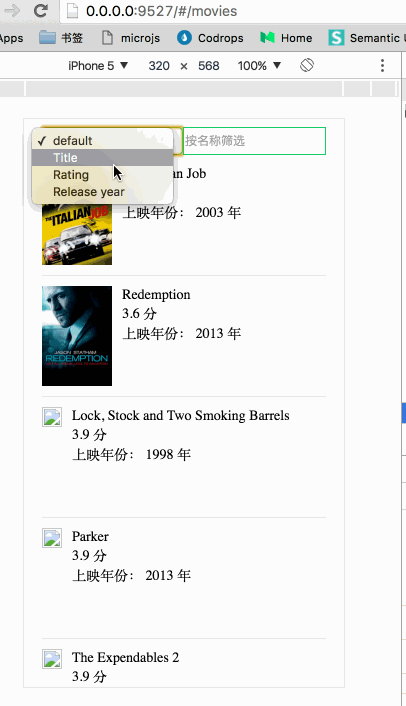 0.0.0.0:9527/#/movies
Apps 书签 microjs Codrops Home Semantic U
iPhone 5 ▼ 320 × 568 100% ▼
✓ default
Title
Rating
Release year
按名称筛选
an Job
上映年份： 2003 年
THE ITALIAN JOB
Redemption
3.6 分
上映年份： 2013 年
JASON STATHAM
REDEMPTION
Lock, Stock and Two Smoking Barrels
3.9 分
上映年份： 1998 年
Parker
3.9 分
上映年份： 2013 年
The Expendables 2
3.9 分